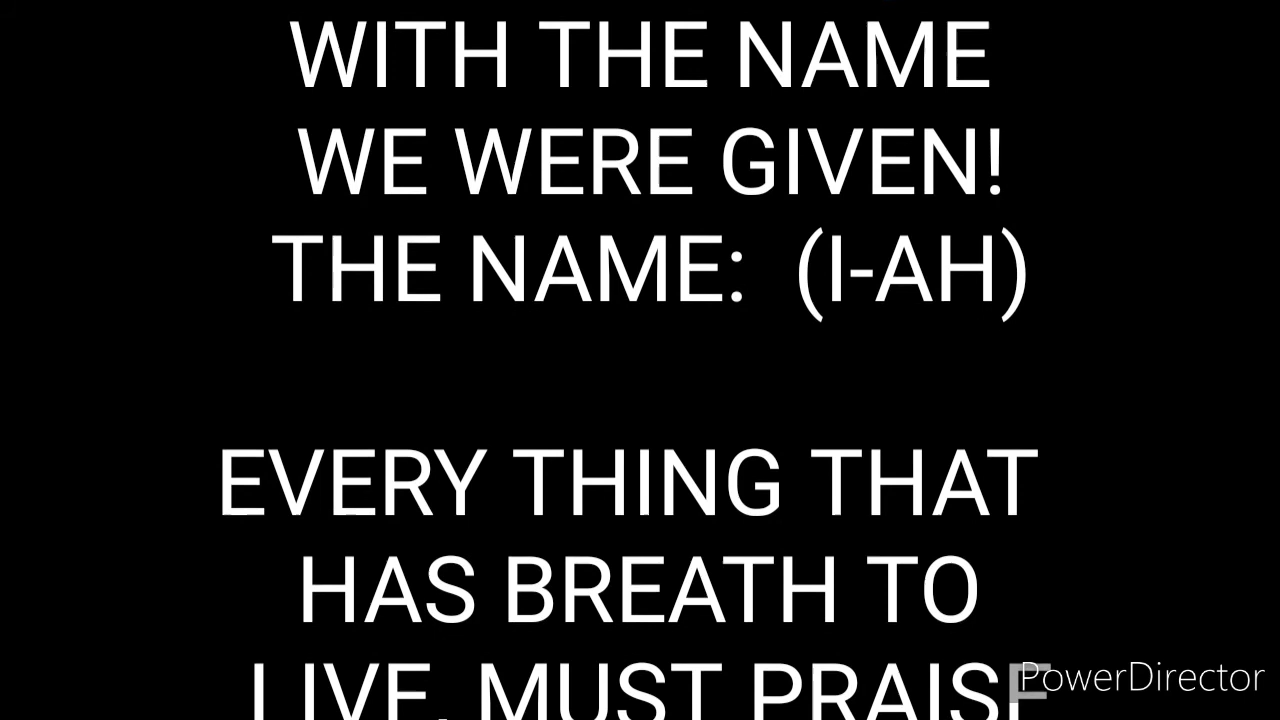 WITH THE NAME
WE WERE GIVEN!
THE NAME: (I-AH)
EVERY THING THAT
HAS BREATH TO
LIVE, MUST PRAISE
PowerDirector